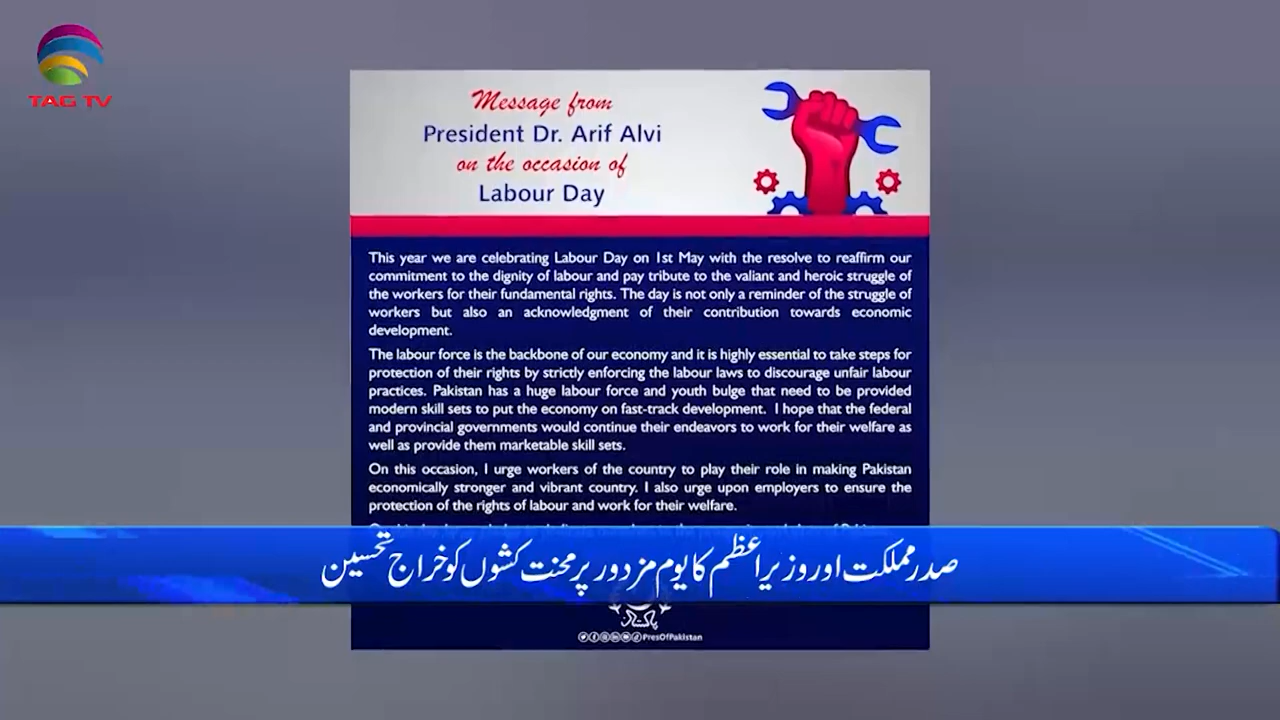 TAG TV
Message from
President Dr. Arif Alvi
on the occasion of
Labour Day
This year we are celebrating Labour Day on 1st May with the resolve to reaffirm our
commitment to the dignity of labour and pay tribute to the valiant and heroic struggle of
the workers for their fundamental rights. The day is not only a reminder of the struggle of
workers but also an acknowledgment of their contribution towards economic
development.
The labour force is the backbone of our economy and it is highly essential to take steps for
protection of their rights by strictly enforcing the labour laws to discourage unfair labour
practices. Pakistan has a huge labour force and youth bulge that need to be provided
modern skill sets to put the economy on fast-track development. I hope that the federal
and provincial governments would continue their endeavors to work for their welfare as
well as provide them marketable skill sets.
On this occasion, I urge workers of the country to play their role in making Pakistan
economically stronger and vibrant country. I also urge upon employers to ensure the
protection of the rights of labour and work for their welfare.
صدر مملکت اور وزیراعظم کا یوم مزدور پر محنت کشوں کو خراج تحسین
پاکستان
PresOfPakistan